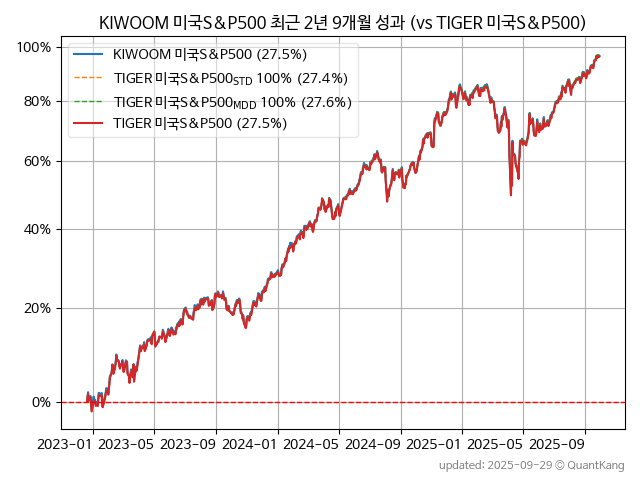 KIWOOM 미국S&P500 최근 2년 9개월 성과 (vs TIGER 미국S&P500)
100%
80%
60%
40%
20%
0%
KIWOOM 미국S&P500 (27.5%)
TIGER 미국S&P500STD 100% (27.4%)
TIGER 미국S&P500MDD 100% (27.6%)
TIGER 미국S&P500 (27.5%)
2023-01 2023-05 2023-09 2024-01 2024-05 2024-09 2025-01 2025-05 2025-09
updated: 2025-09-29 © QuantKang